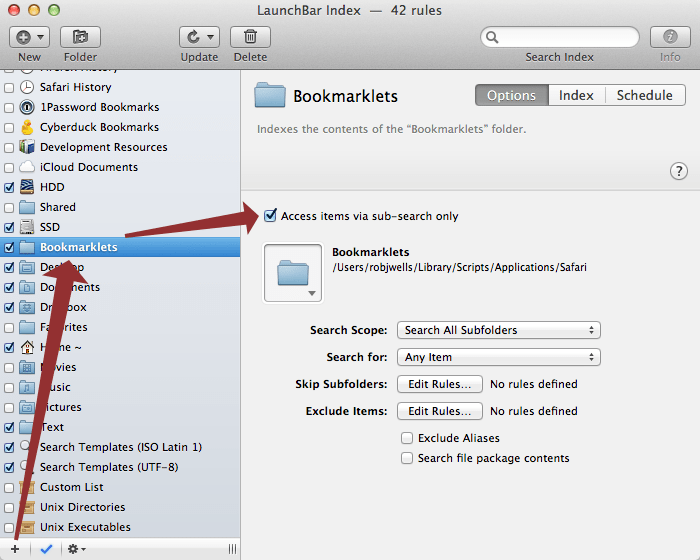 LaunchBar Index — 42 rules
New
Folder
Update
Delete
Search Index
Info
Safari History
1Password Bookmarks
Cyberduck Bookmarks
Development Resources
iCloud Documents
HDD
Shared
SSD
Bookmarklets
Desktop
Documents
Dropbox
Favorites
Home ~
Movies
Music
Pictures
Text
Search Templates (ISO Latin 1)
Search Templates (UTF-8)
Custom List
Unix Directories
Unix Executables
Bookmarklets
Options
Index
Schedule
Indexes the contents of the “Bookmarklets” folder.
?
Access items via sub-search only
Bookmarklets
/Users/robjwells/Library/Scripts/Applications/Safari
Search Scope: Search All Subfolders
Search for: Any Item
Skip Subfolders: Edit Rules... No rules defined
Exclude Items: Edit Rules... No rules defined
Exclude Aliases
Search file package contents